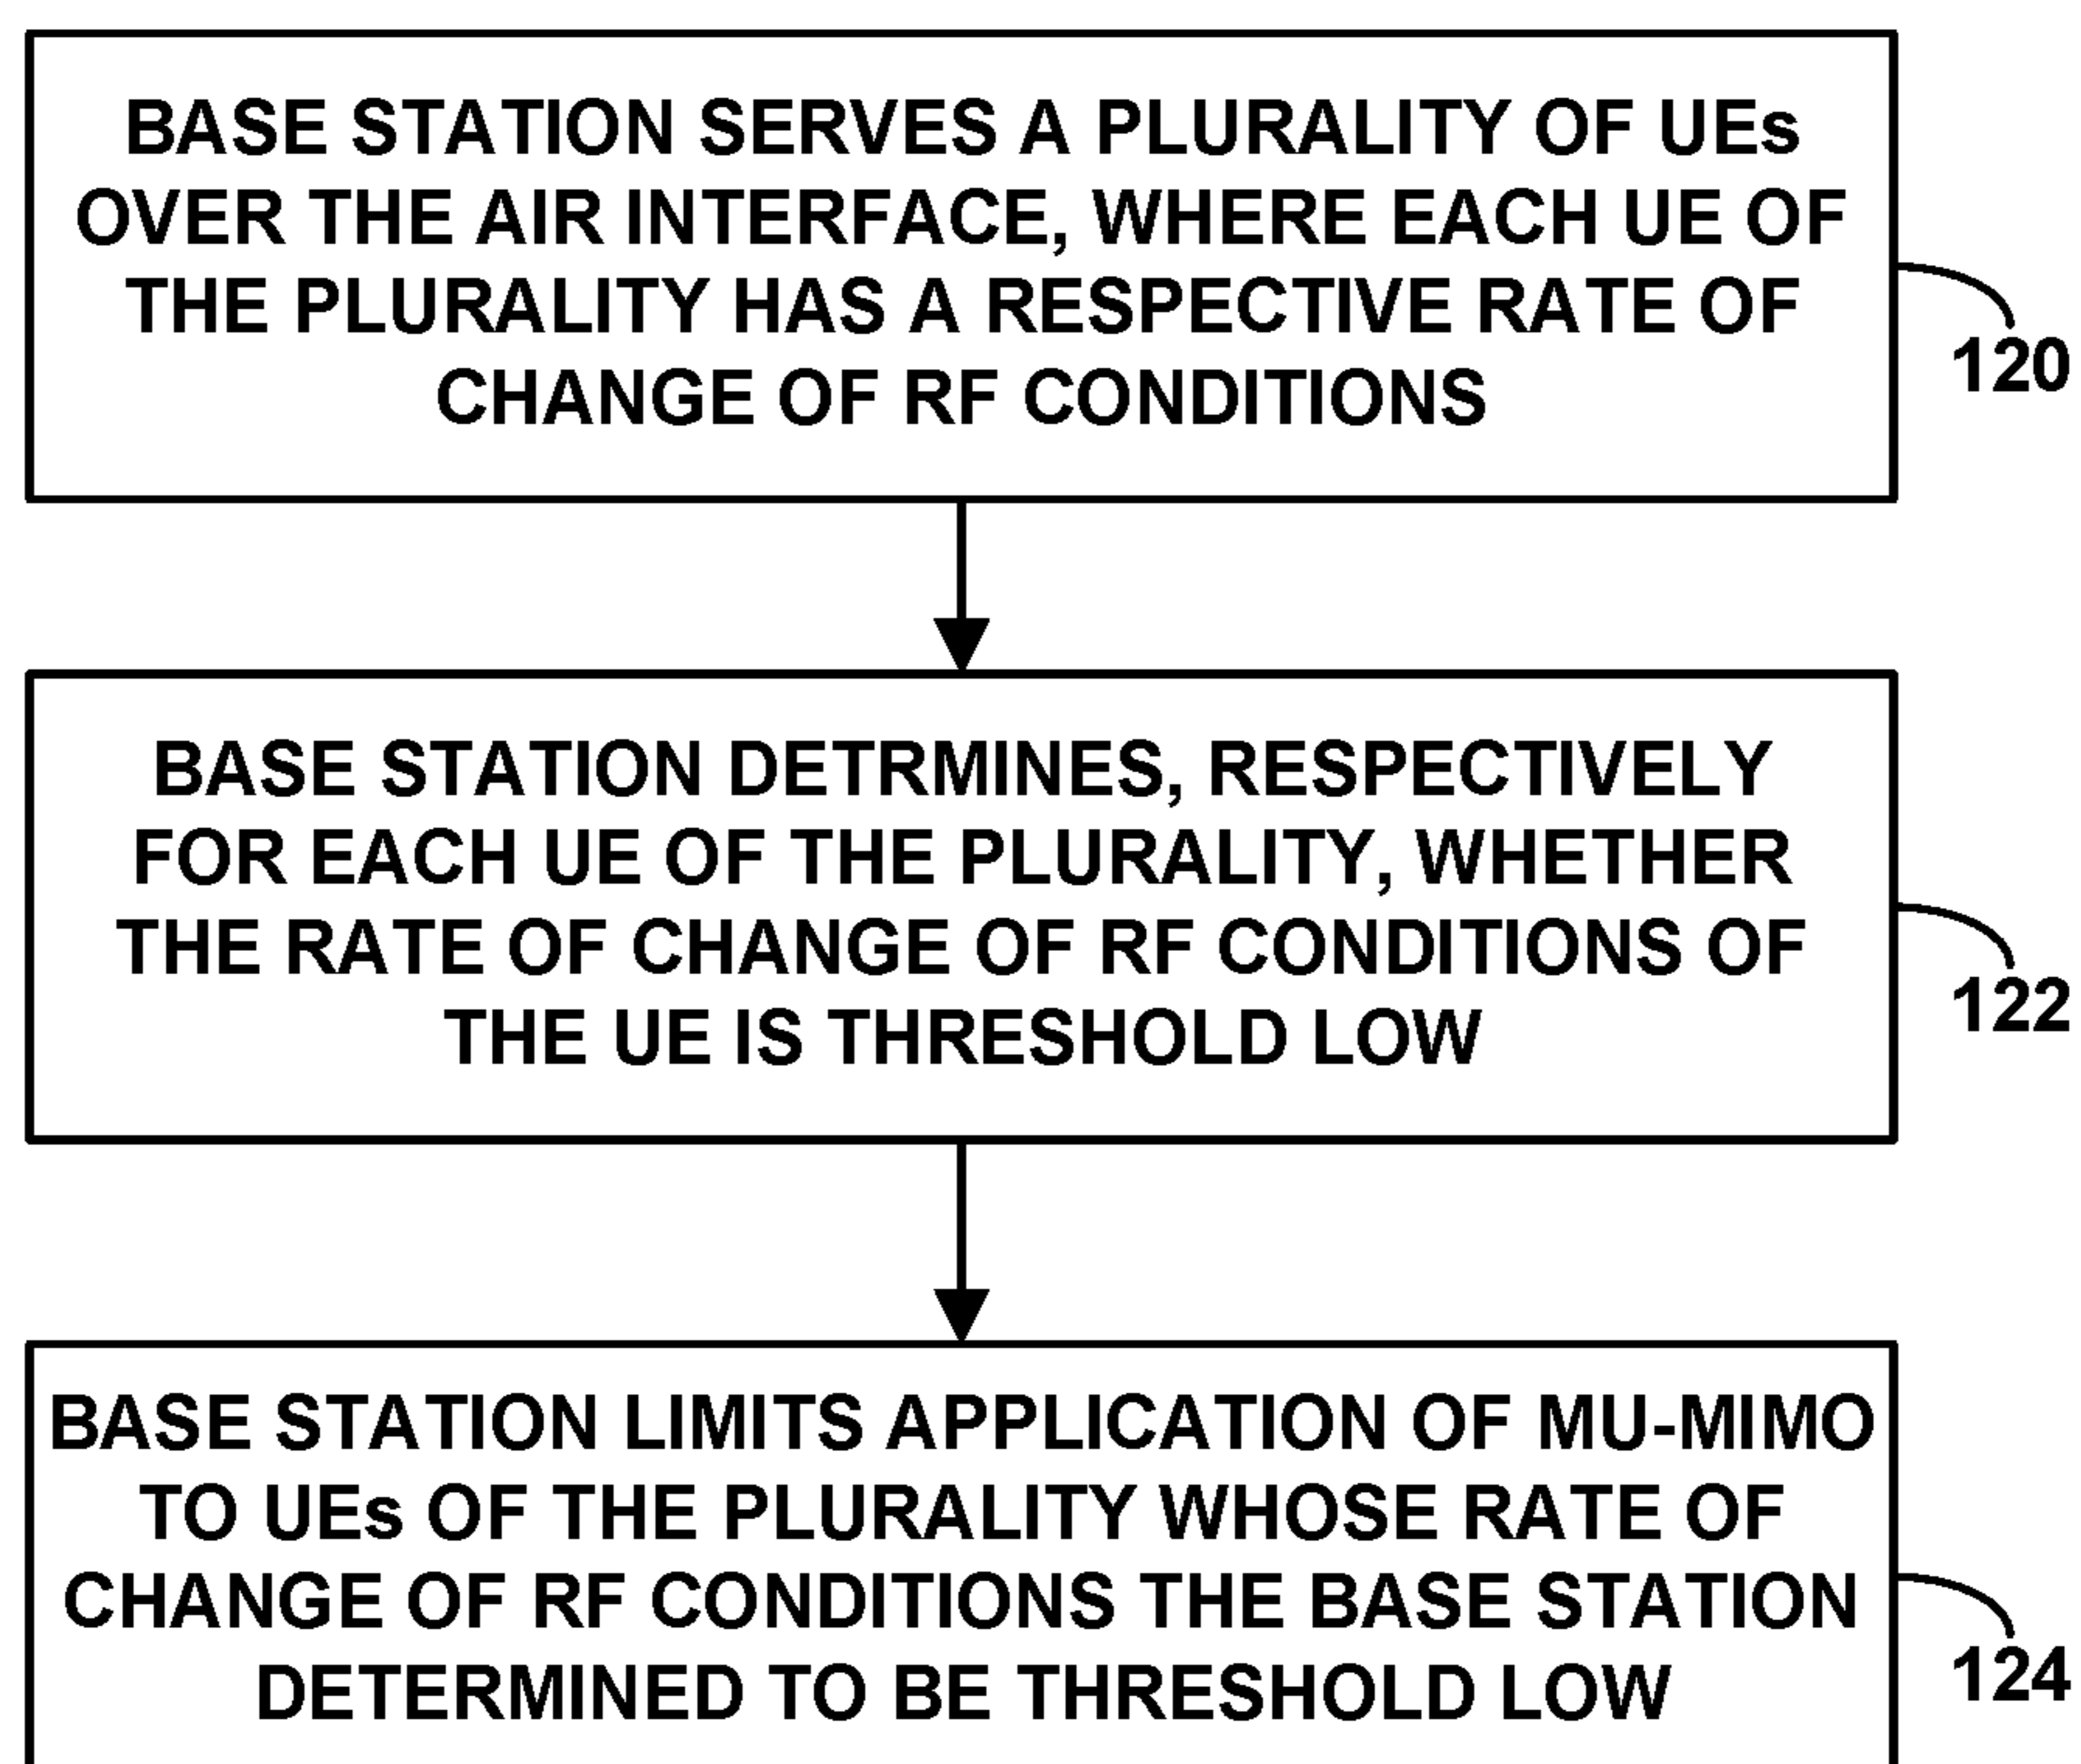 BASE STATION SERVES A PLURALITY OF UEs
OVER THE AIR INTERFACE, WHERE EACH UE OF
THE PLURALITY HAS A RESPECTIVE RATE OF
CHANGE OF RF CONDITIONS
120
BASE STATION DETRMINES, RESPECTIVELY
FOR EACH UE OF THE PLURALITY, WHETHER
THE RATE OF CHANGE OF RF CONDITIONS OF
THE UE IS THRESHOLD LOW
122
BASE STATION LIMITS APPLICATION OF MU-MIMO
TO UEs OF THE PLURALITY WHOSE RATE OF
CHANGE OF RF CONDITIONS THE BASE STATION
DETERMINED TO BE THRESHOLD LOW
124